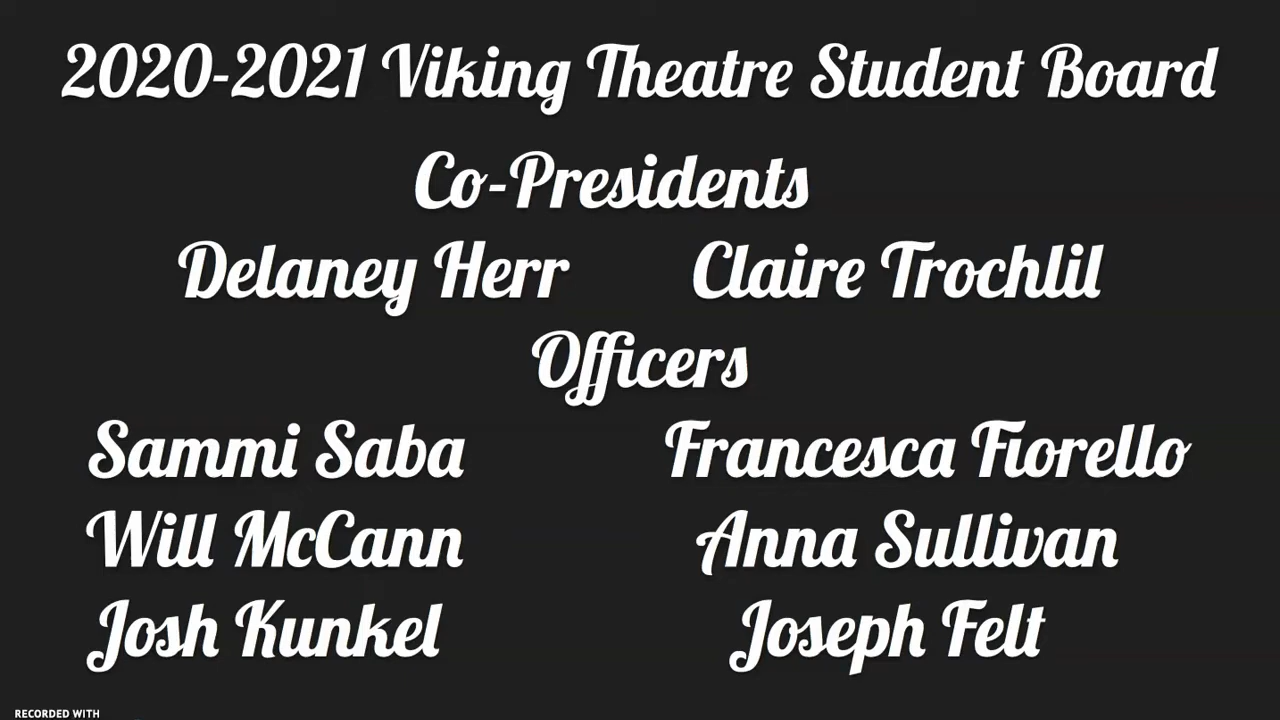 2020-2021 Viking Theatre Student Board
Co-Presidents
Delaney Herr Claire Trochlil
Officers
Sammi Saba Francesca Fiorello
Will McCann Anna Sullivan
Josh Kunkel Joseph Felt
RECORDED WITH